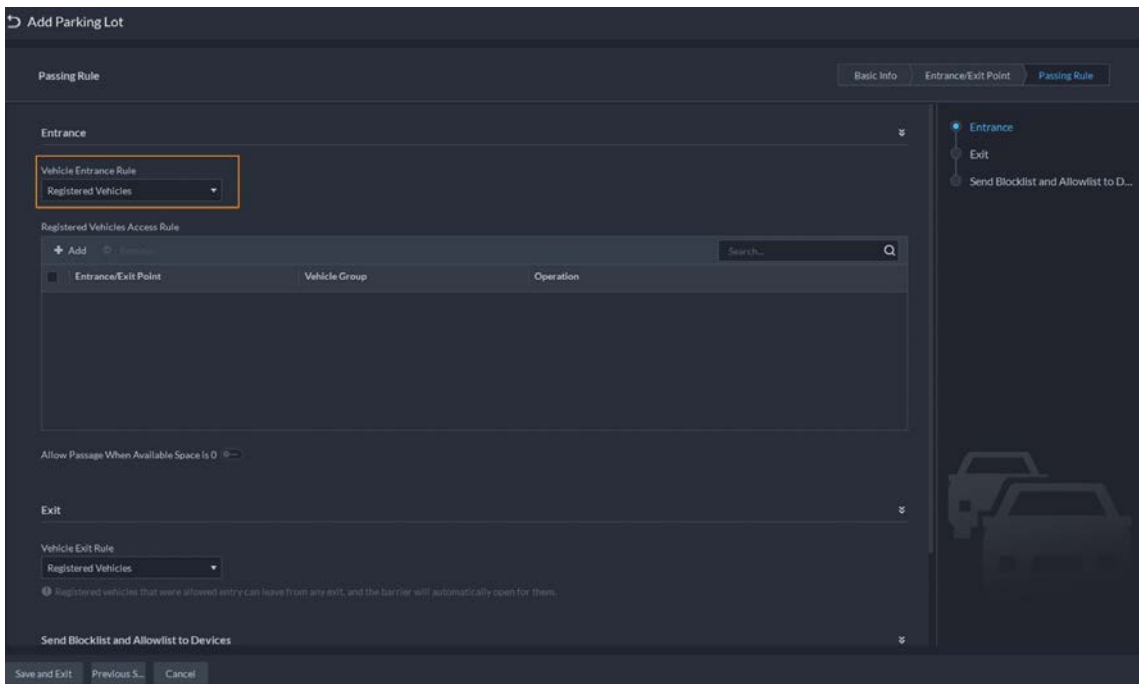 Add Parking Lot
Passing Rule
Basic Info Entrance/Exit Point Passing Rule
Entrance
Vehicle Entrance Rule
Registered Vehicles
Registered Vehicles Access Rule
Add Remove
Search...
Entrance/Exit Point Vehicle Group Operation
Allow Passage When Available Space Is 0
Exit
Vehicle Exit Rule
Registered Vehicles
Registered vehicles that were allowed entry can leave from any exit, and the barrier will automatically open for them.
Send Blocklist and Allowlist to Devices
Save and Exit Previous S... Cancel
Entrance
Exit
Send Blocklist and Allowlist to D...